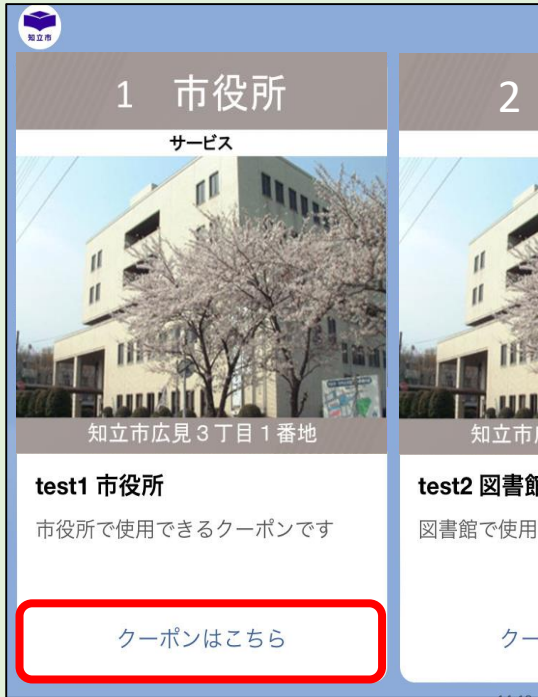 知立市
1 市役所
サービス
知立市広見3丁目1番地
test1 市役所
市役所で使用できるクーポンです
クーポンはこちら
2
知立市
test2 図書館
図書館で使用
クー